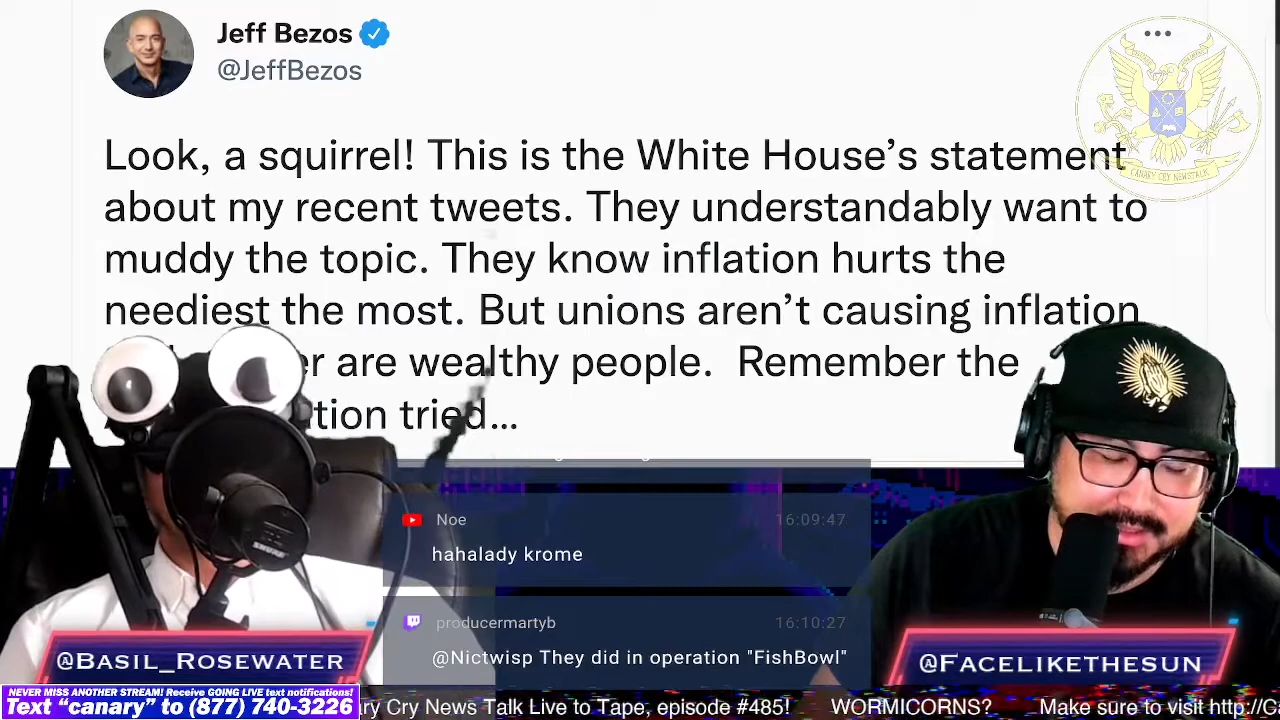 Jeff Bezos
@JeffBezos
Look, a squirrel! This is the White House's statement
about my recent tweets. They understandably want to
muddy the topic. They know inflation hurts the
neediest the most. But unions aren't causing inflation
are wealthy people. Remember the
tried...
CANARY CRY NEWSTALK
Noe
16:09:47
hahalady krome
producermartyb
16:10:27
@Nictwisp They did in operation "FishBowl"
SHURE
@BASIL_ROSEWATER
@FACELIKETHESUN
NEVER MISS ANOTHER STREAM! Receive GOING LIVE text notifications!
Text "canary" to (877) 740-3226
Cry News Talk Live to Tape, episode #485! WORMICORNS? Make sure to visit